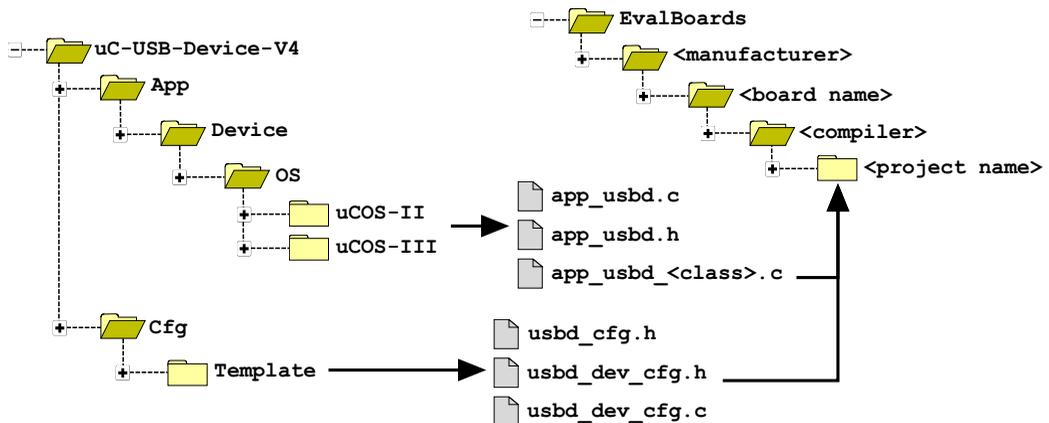 uC-USB-Device-V4
App
Device
OS
uCOS-II
uCOS-III
Cfg
Template
app_usbd.c
app_usbd.h
app_usbd_<class>.c
usbd_cfg.h
usbd_dev_cfg.h
usbd_dev_cfg.c
EvalBoards
<manufacturer>
<board name>
<compiler>
<project name>